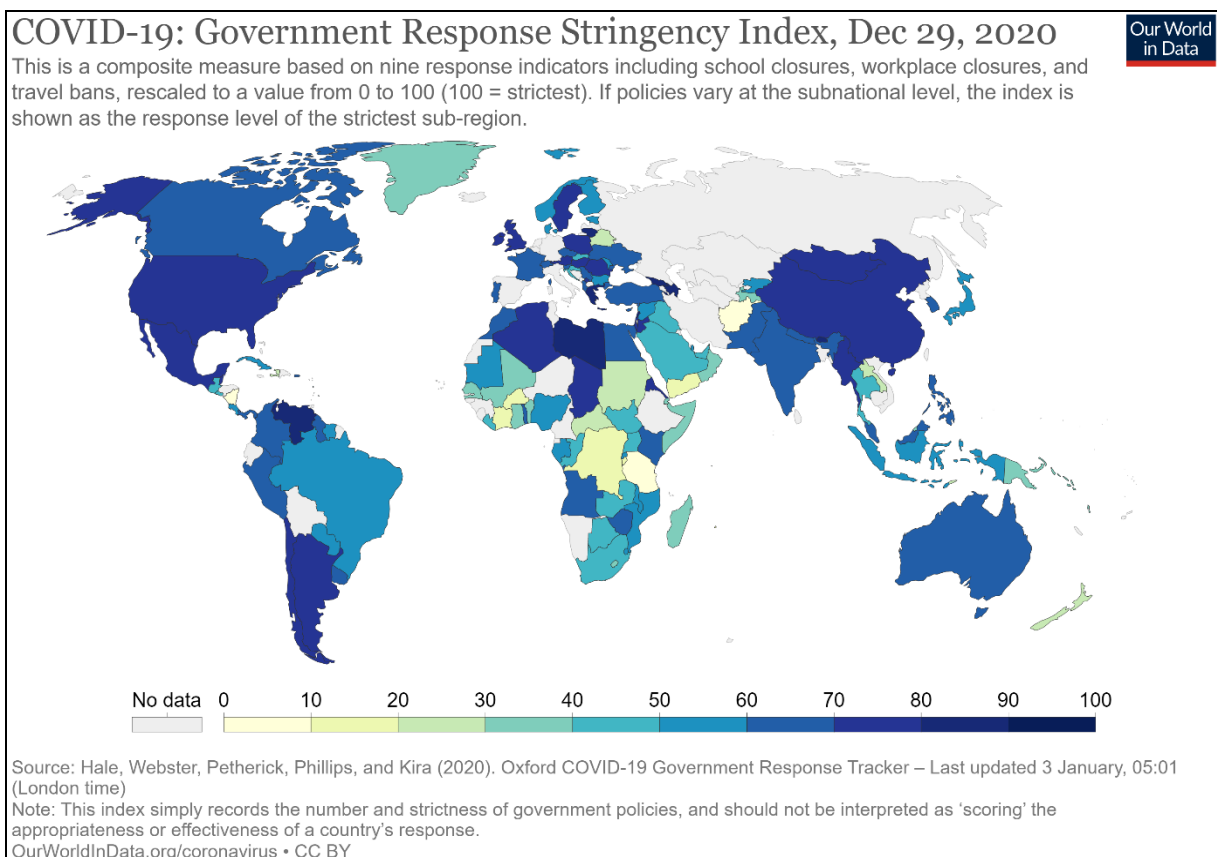 COVID-19: Government Response Stringency Index, Dec 29, 2020
Our World
in Data
This is a composite measure based on nine response indicators including school closures, workplace closures, and
travel bans, rescaled to a value from 0 to 100 (100 = strictest). If policies vary at the subnational level, the index is
shown as the response level of the strictest sub-region.
No data 0 10 20 30 40 50 60 70 80 90 100
Source: Hale, Webster, Petherick, Phillips, and Kira (2020). Oxford COVID-19 Government Response Tracker – Last updated 3 January, 05:01
(London time)
Note: This index simply records the number and strictness of government policies, and should not be interpreted as ‘scoring’ the
appropriateness or effectiveness of a country's response.
OurWorldInData.org/coronavirus • CC BY